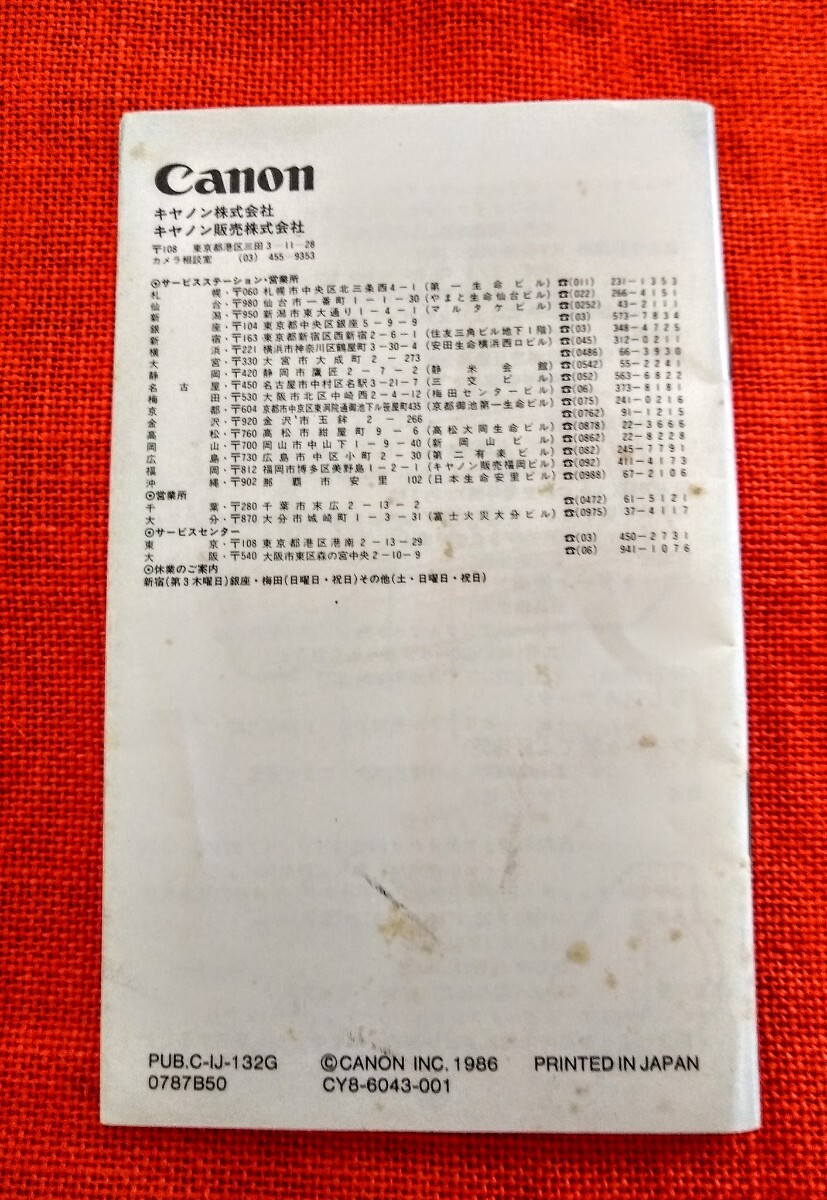 Canon
キヤノン株式会社
キヤノン販売株式会社
〒108 東京都港区三田3-11-28
カメラ相談室 (03) 455-9353
⊙サービスステーション・営業所
札幌・〒060 札幌市中央区北三条西4-1(第一生命ビル) ☎(011) 231-1353
仙台・〒980 仙台市一番町1-1-30(やまと生命仙台ビル) ☎(022) 266-4151
新潟・〒950 新潟市東大通り1-4-1(マルタケビル) ☎(0252) 43-2111
銀座・〒104 東京都中央区銀座5-9-9 ☎(03) 573-7834
新宿・〒163 東京都新宿区西新宿2-6-1(住友三角ビル地下1階) ☎(03) 348-4725
横浜・〒221 横浜市神奈川区鶴屋町3-30-4(安田生命横浜西口ビル) ☎(045) 312-0211
大宮・〒330 大宮市大成町2-273 ☎(0486) 66-3930
静岡・〒420 静岡市鷹匠2-7-2(静米会館) ☎(0542) 55-2241
名古屋・〒450 名古屋市中村区名駅3-21-7(三交ビル) ☎(052) 563-6822
梅田・〒530 大阪市北区中崎西2-4-12(梅田センタービル) ☎(06) 373-8181
京都・〒604 京都市中京区東洞院通御池下ル笹屋町435(京都御池第一生命ビル) ☎(075) 241-0216
金沢・〒920 金沢市玉鉾2-266 ☎(0762) 91-1215
高松・〒760 高松市紺屋町9-6(高松大同生命ビル) ☎(0878) 22-3666
岡山・〒700 岡山市中山下1-9-40(新岡山ビル) ☎(0862) 22-8228
広島・〒730 広島市中区小町2-30(第二有楽ビル) ☎(082) 245-7791
福岡・〒812 福岡市博多区美野島1-2-1(キヤノン販売福岡ビル) ☎(092) 411-4173
沖縄・〒902 那覇市安里102(日本生命安里ビル) ☎(0988) 67-2106
⊙営業所
千葉・〒280 千葉市末広2-13-2 ☎(0472) 61-5121
大分・〒870 大分市城崎町1-3-31(富士火災大分ビル) ☎(0975) 37-4117
⊙サービスセンター
東京・〒108 東京都港区港南2-13-29 ☎(03) 450-2731
大阪・〒540 大阪市東区森の宮中央2-10-9 ☎(06) 941-1076
⊙休業のご案内
新宿(第3木曜日)銀座・梅田(日曜日・祝日)その他(土・日曜日・祝日)
PUB.C-IJ-132G ©CANON INC. 1986 PRINTED IN JAPAN
0787B50 CY8-6043-001